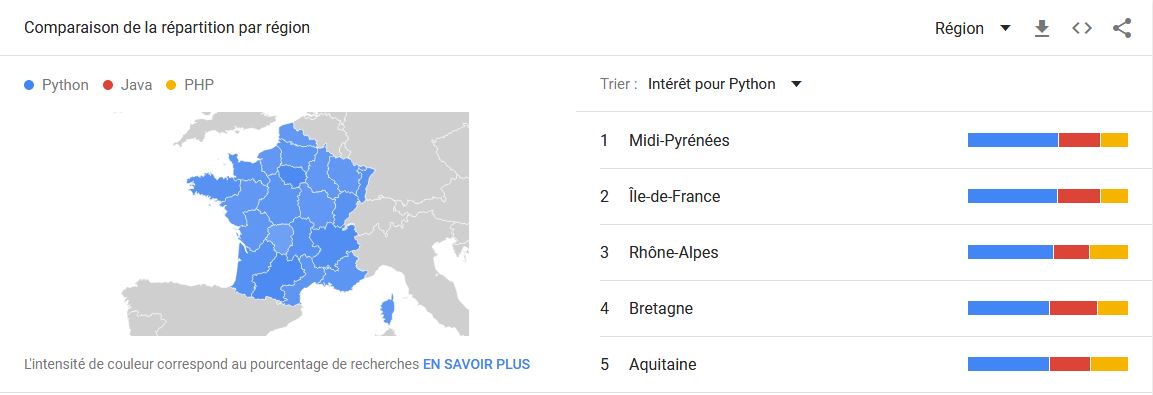 Comparaison de la répartition par région
Région
Python Java PHP
Trier : Intérêt pour Python
1 Midi-Pyrénées
2 Île-de-France
3 Rhône-Alpes
4 Bretagne
5 Aquitaine
L'intensité de couleur correspond au pourcentage de recherches EN SAVOIR PLUS